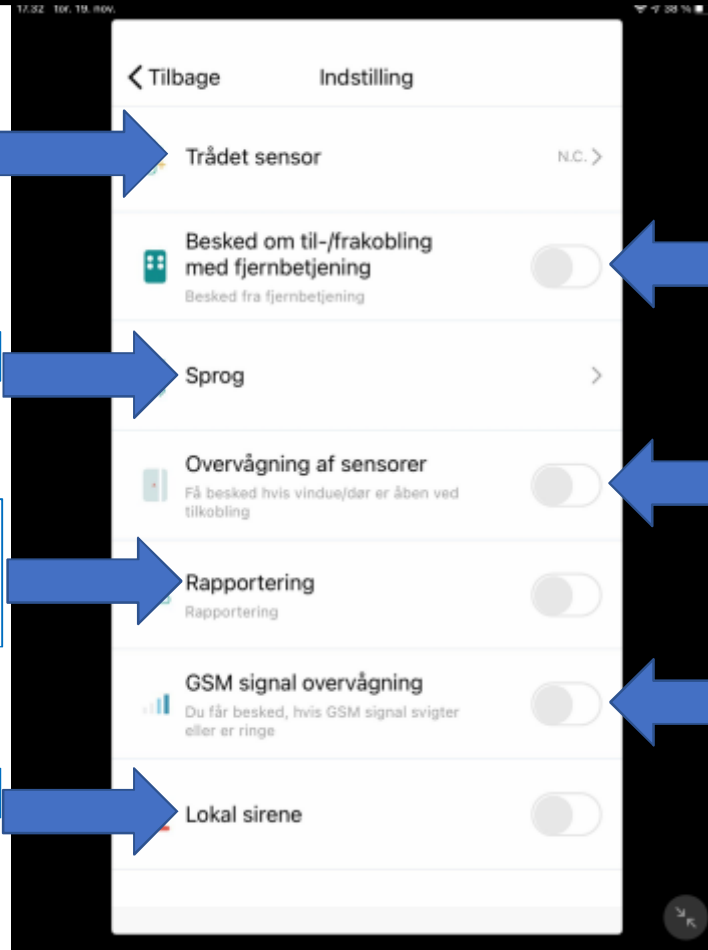 17.32 tor. 19. nov.
38 %
Tilbage
Indstilling
Trådet sensor
N.C.
Besked om til-/frakobling
med fjernbetjening
Besked fra fjernbetjening
Sprog
Overvågning af sensorer
Få besked hvis vindue/dør er åben ved
tilkobling
Rapportering
Rapportering
GSM signal overvågning
Du får besked, hvis GSM signal svigter
eller er ringe
Lokal sirene